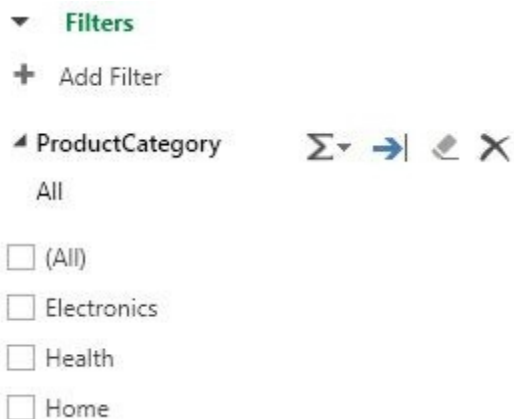 Filters
Add Filter
ProductCategory
All
(All)
Electronics
Health
Home